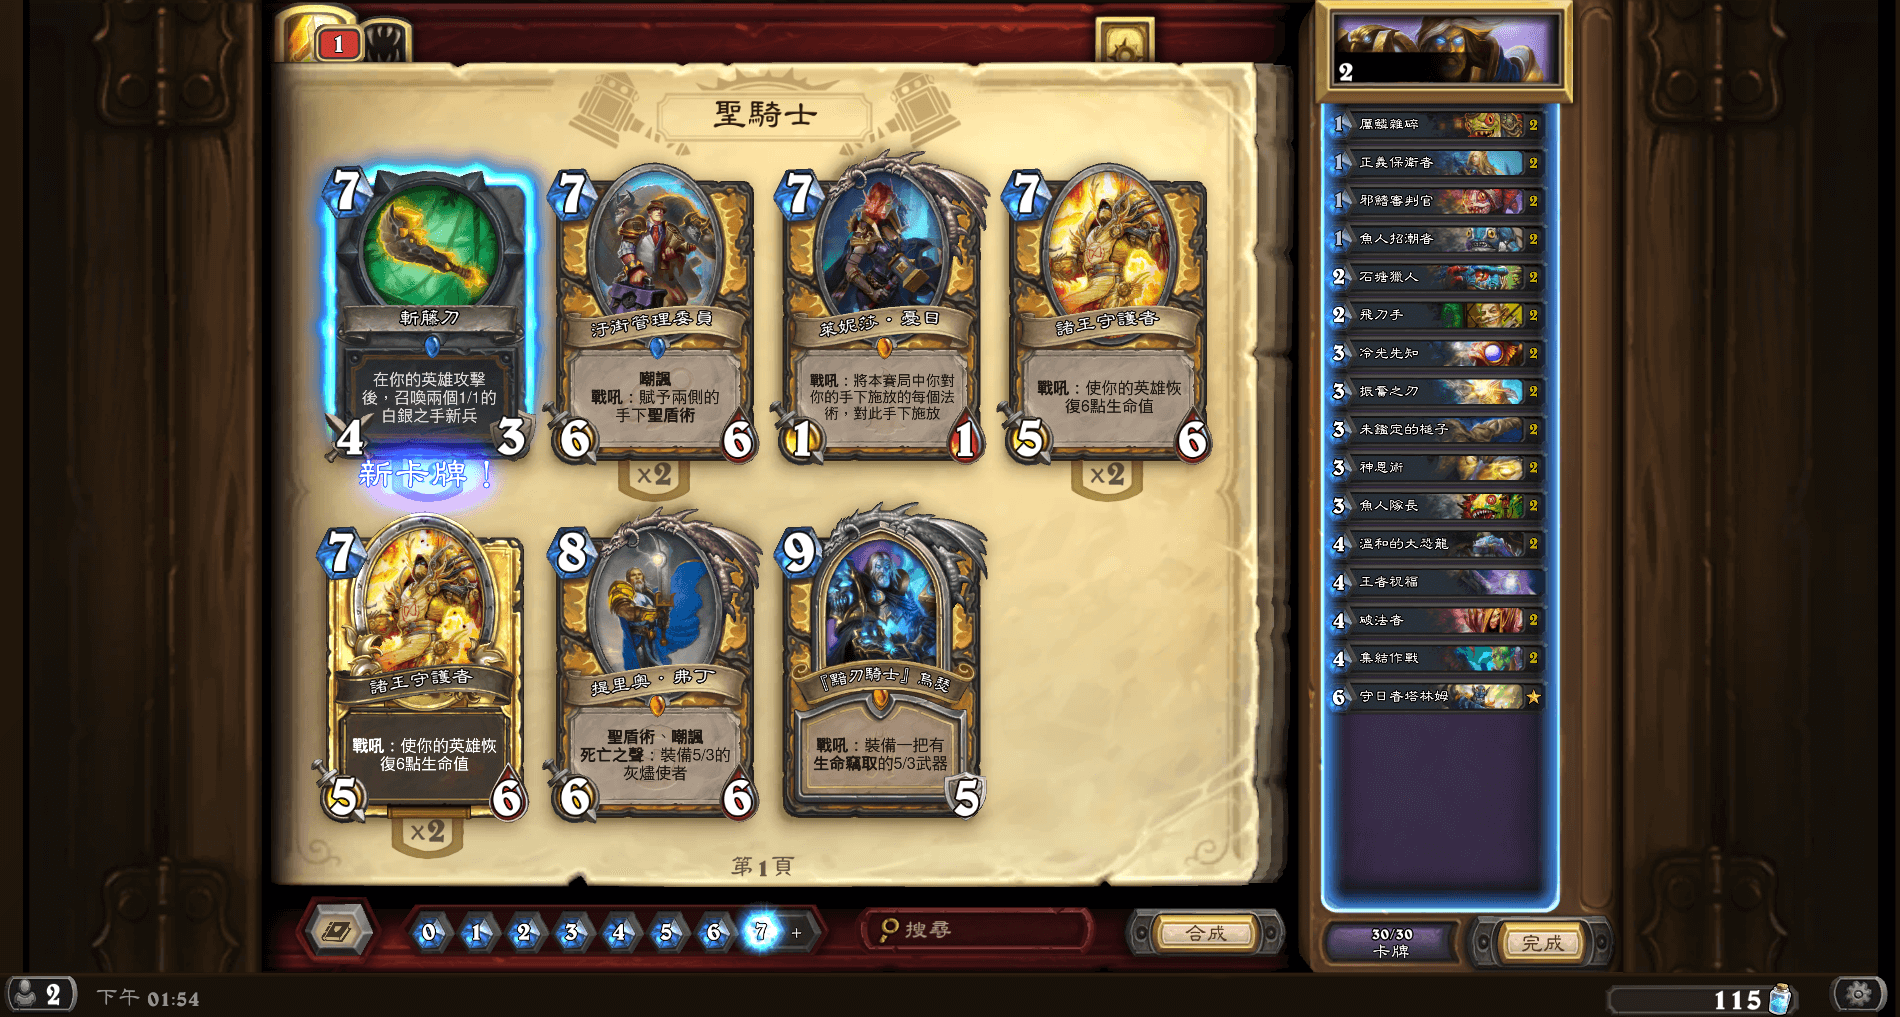 1
聖騎士
7
斬藤刀
在你的英雄攻擊
後，召喚兩個1/1的
白銀之手新兵
4
3
新卡牌！
7
汙街管理委員
嘲諷
戰吼：賦予兩側的
手下聖盾術
6
6
×2
7
萊妮莎·憂日
戰吼：將本賽局中你對
你的手下施放的每個法
術，對此手下施放
1
1
7
諸王守護者
戰吼：使你的英雄恢
復6點生命值
5
6
×2
7
諸王守護者
戰吼：使你的英雄恢
復6點生命值
5
6
×2
8
提里奧·弗丁
聖盾術、嘲諷
死亡之聲：裝備5/3的
灰燼使者
6
6
9
『黯刃騎士』烏瑟
戰吼：裝備一把有
生命竊取的5/3武器
5
第1頁
0 1 2 3 4 5 6 7 +
搜尋
合成
2
1 厲鱗雜碎 2
1 正義保衛者 2
1 邪鰭審判官 2
1 魚人招潮者 2
2 石塘獵人 2
2 飛刀手 2
3 冷光先知 2
3 振奮之刃 2
3 未鑑定的槌子 2
3 神恩術 2
3 魚人隊長 2
4 溫和的大恐龍 2
4 王者祝福
4 破法者 2
4 集結作戰 2
6 守日者塔林姆
30/30
卡牌
完成
2
下午 01:54
115